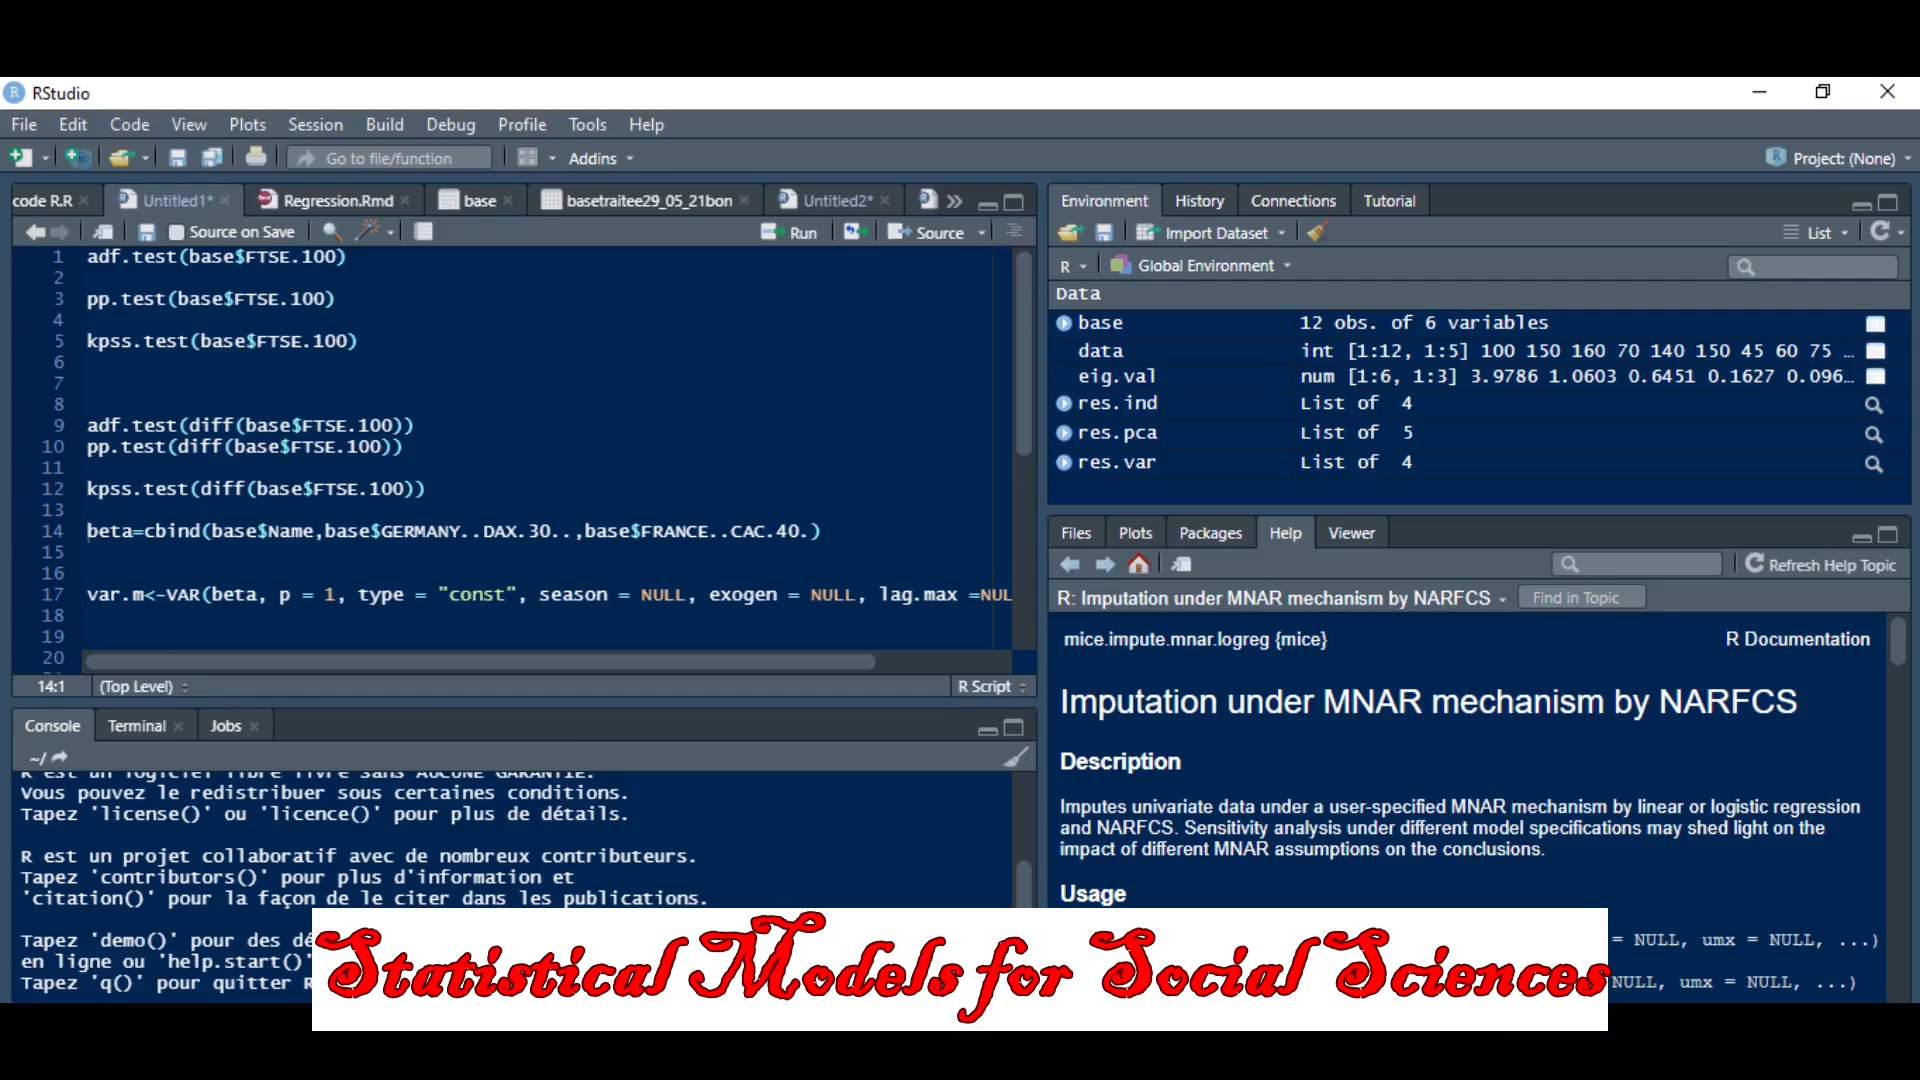 RStudio
File Edit Code View Plots Session Build Debug Profile Tools Help
Go to file/function Addins Project: (None)
code R.R Untitled1* Regression.Rmd base basetraitee29_05_21bon Untitled2*
Source on Save Run Source
1 adf.test(base$FTSE.100)
2
3 pp.test(base$FTSE.100)
4
5 kpss.test(base$FTSE.100)
6
7
8
9 adf.test(diff(base$FTSE.100))
10 pp.test(diff(base$FTSE.100))
11
12 kpss.test(diff(base$FTSE.100))
13
14 beta=cbind(base$Name,base$GERMANY..DAX.30..,base$FRANCE..CAC.40.)
15
16
17 var.m<-VAR(beta, p = 1, type = "const", season = NULL, exogen = NULL, lag.max =NUL
18
19
20
14:1 (Top Level) R Script
Console Terminal Jobs
~/
R est un logiciel libre livré sans AUCUNE GARANTIE.
Vous pouvez le redistribuer sous certaines conditions.
Tapez 'license()' ou 'licence()' pour plus de détails.
R est un projet collaboratif avec de nombreux contributeurs.
Tapez 'contributors()' pour plus d'information et
'citation()' pour la façon de le citer dans les publications.
Tapez 'demo()' pour des dé
en ligne ou 'help.start()'
Tapez 'q()' pour quitter R
Environment History Connections Tutorial
Import Dataset List
R Global Environment
Data
base 12 obs. of 6 variables
data int [1:12, 1:5] 100 150 160 70 140 150 45 60 75 …
eig.val num [1:6, 1:3] 3.9786 1.0603 0.6451 0.1627 0.096…
res.ind List of 4
res.pca List of 5
res.var List of 4
Files Plots Packages Help Viewer
Refresh Help Topic
R: Imputation under MNAR mechanism by NARFCS Find in Topic
mice.impute.mnar.logreg {mice} R Documentation
Imputation under MNAR mechanism by NARFCS
Description
Imputes univariate data under a user-specified MNAR mechanism by linear or logistic regression
and NARFCS. Sensitivity analysis under different model specifications may shed light on the
impact of different MNAR assumptions on the conclusions.
Usage
= NULL, umx = NULL, ...)
NULL, umx = NULL, ...)
Statistical Models for Social Sciences